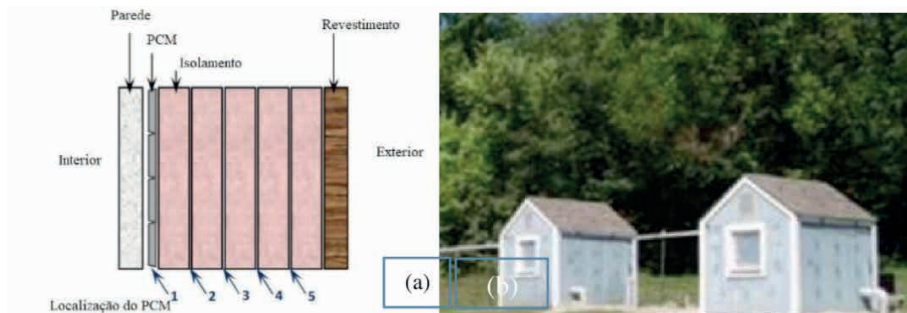 Parede
PCM
Isolamento
Revestimento
Interior
Exterior
1
2
3
4
5
Localização do PCM
(a)
(b)